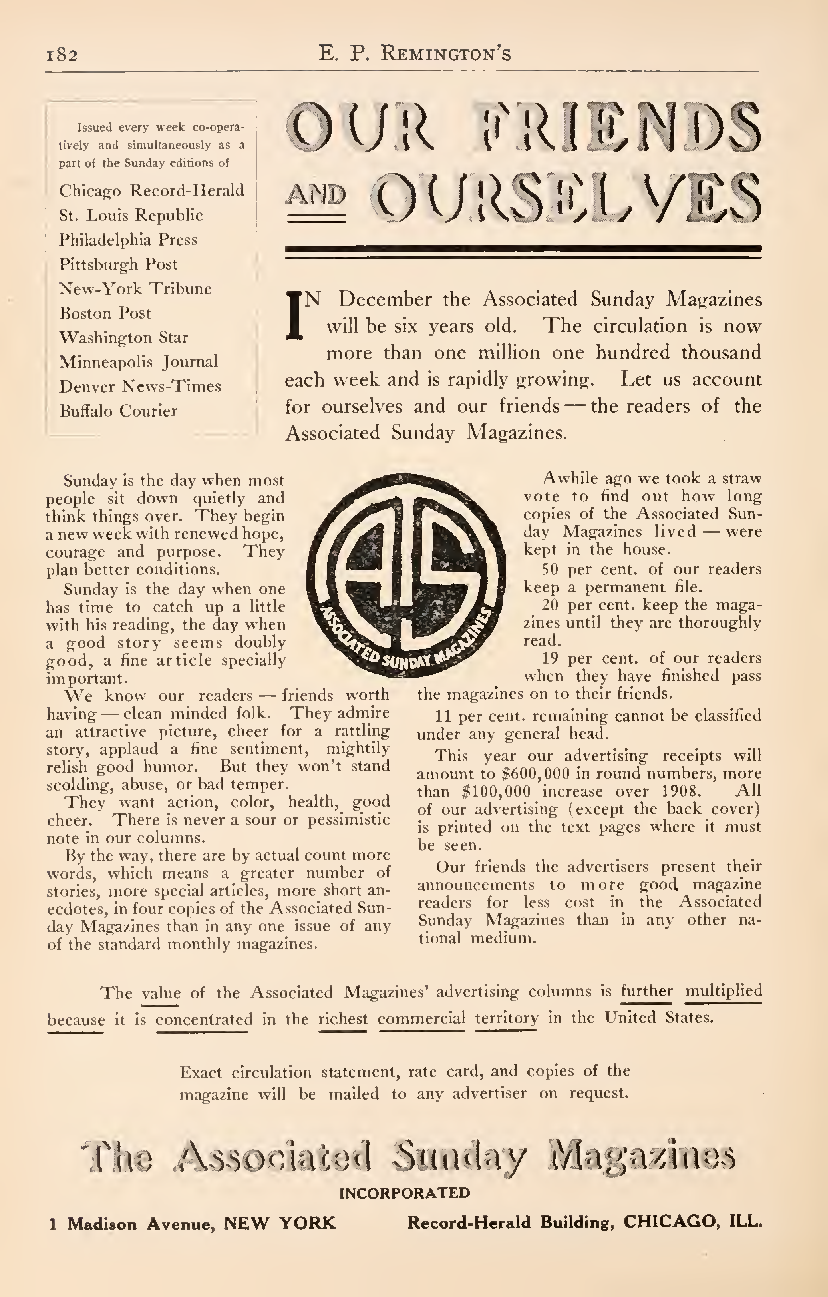 182
E. P. Remington's
Issued every week co-opera-
tively and simultaneously as a
part of the Sunday editions of
Chicago Record-Herald
St. Louis Republic
Philadelphia Press
Pittsburgh Post
New-York Tribune
Boston Post
Washington Star
Minneapolis Journal
Denver News-Times
Buffalo Courier
OUR FRIENDS
AND OURSELVES
IN December the Associated Sunday Magazines
will be six years old. The circulation is now
more than one million one hundred thousand
each week and is rapidly growing. Let us account
for ourselves and our friends — the readers of the
Associated Sunday Magazines.
Sunday is the day when most
people sit down quietly and
think things over. They begin
a new week with renewed hope,
courage and purpose. They
plan better conditions.
Sunday is the day when one
has time to catch up a little
with his reading, the day when
a good story seems doubly
good, a fine article specially
important.
We know our readers — friends worth
having — clean minded folk. They admire
an attractive picture, cheer for a rattling
story, applaud a fine sentiment, mightily
relish good humor. But they won't stand
scolding, abuse, or bad temper.
They want action, color, health, good
cheer. There is never a sour or pessimistic
note in our columns.
By the way, there are by actual count more
words, which means a greater number of
stories, more special articles, more short an-
ecdotes, in four copies of the Associated Sun-
day Magazines than in any one issue of any
of the standard monthly magazines.
AS
ASSOCIATED SUNDAY MAGAZINES
Awhile ago we took a straw
vote to find out how long
copies of the Associated Sun-
day Magazines lived — were
kept in the house.
50 per cent. of our readers
keep a permanent file.
20 per cent. keep the maga-
zines until they are thoroughly
read.
19 per cent. of our readers
when they have finished pass
the magazines on to their friends.
11 per cent. remaining cannot be classified
under any general head.
This year our advertising receipts will
amount to $600,000 in round numbers, more
than $100,000 increase over 1908. All
of our advertising (except the back cover)
is printed on the text pages where it must
be seen.
Our friends the advertisers present their
announcements to more good magazine
readers for less cost in the Associated
Sunday Magazines than in any other na-
tional medium.
The value of the Associated Magazines' advertising columns is further multiplied
because it is concentrated in the richest commercial territory in the United States.
Exact circulation statement, rate card, and copies of the
magazine will be mailed to any advertiser on request.
The Associated Sunday Magazines
INCORPORATED
1 Madison Avenue, NEW YORK
Record-Herald Building, CHICAGO, ILL.